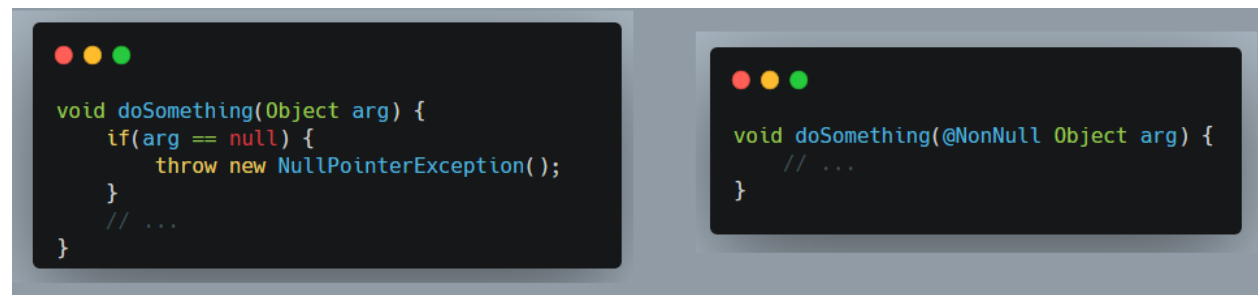 void doSomething(Object arg) {
    if(arg == null) {
        throw new NullPointerException();
    }
    // ...
}
void doSomething(@NonNull Object arg) {
    // ...
}